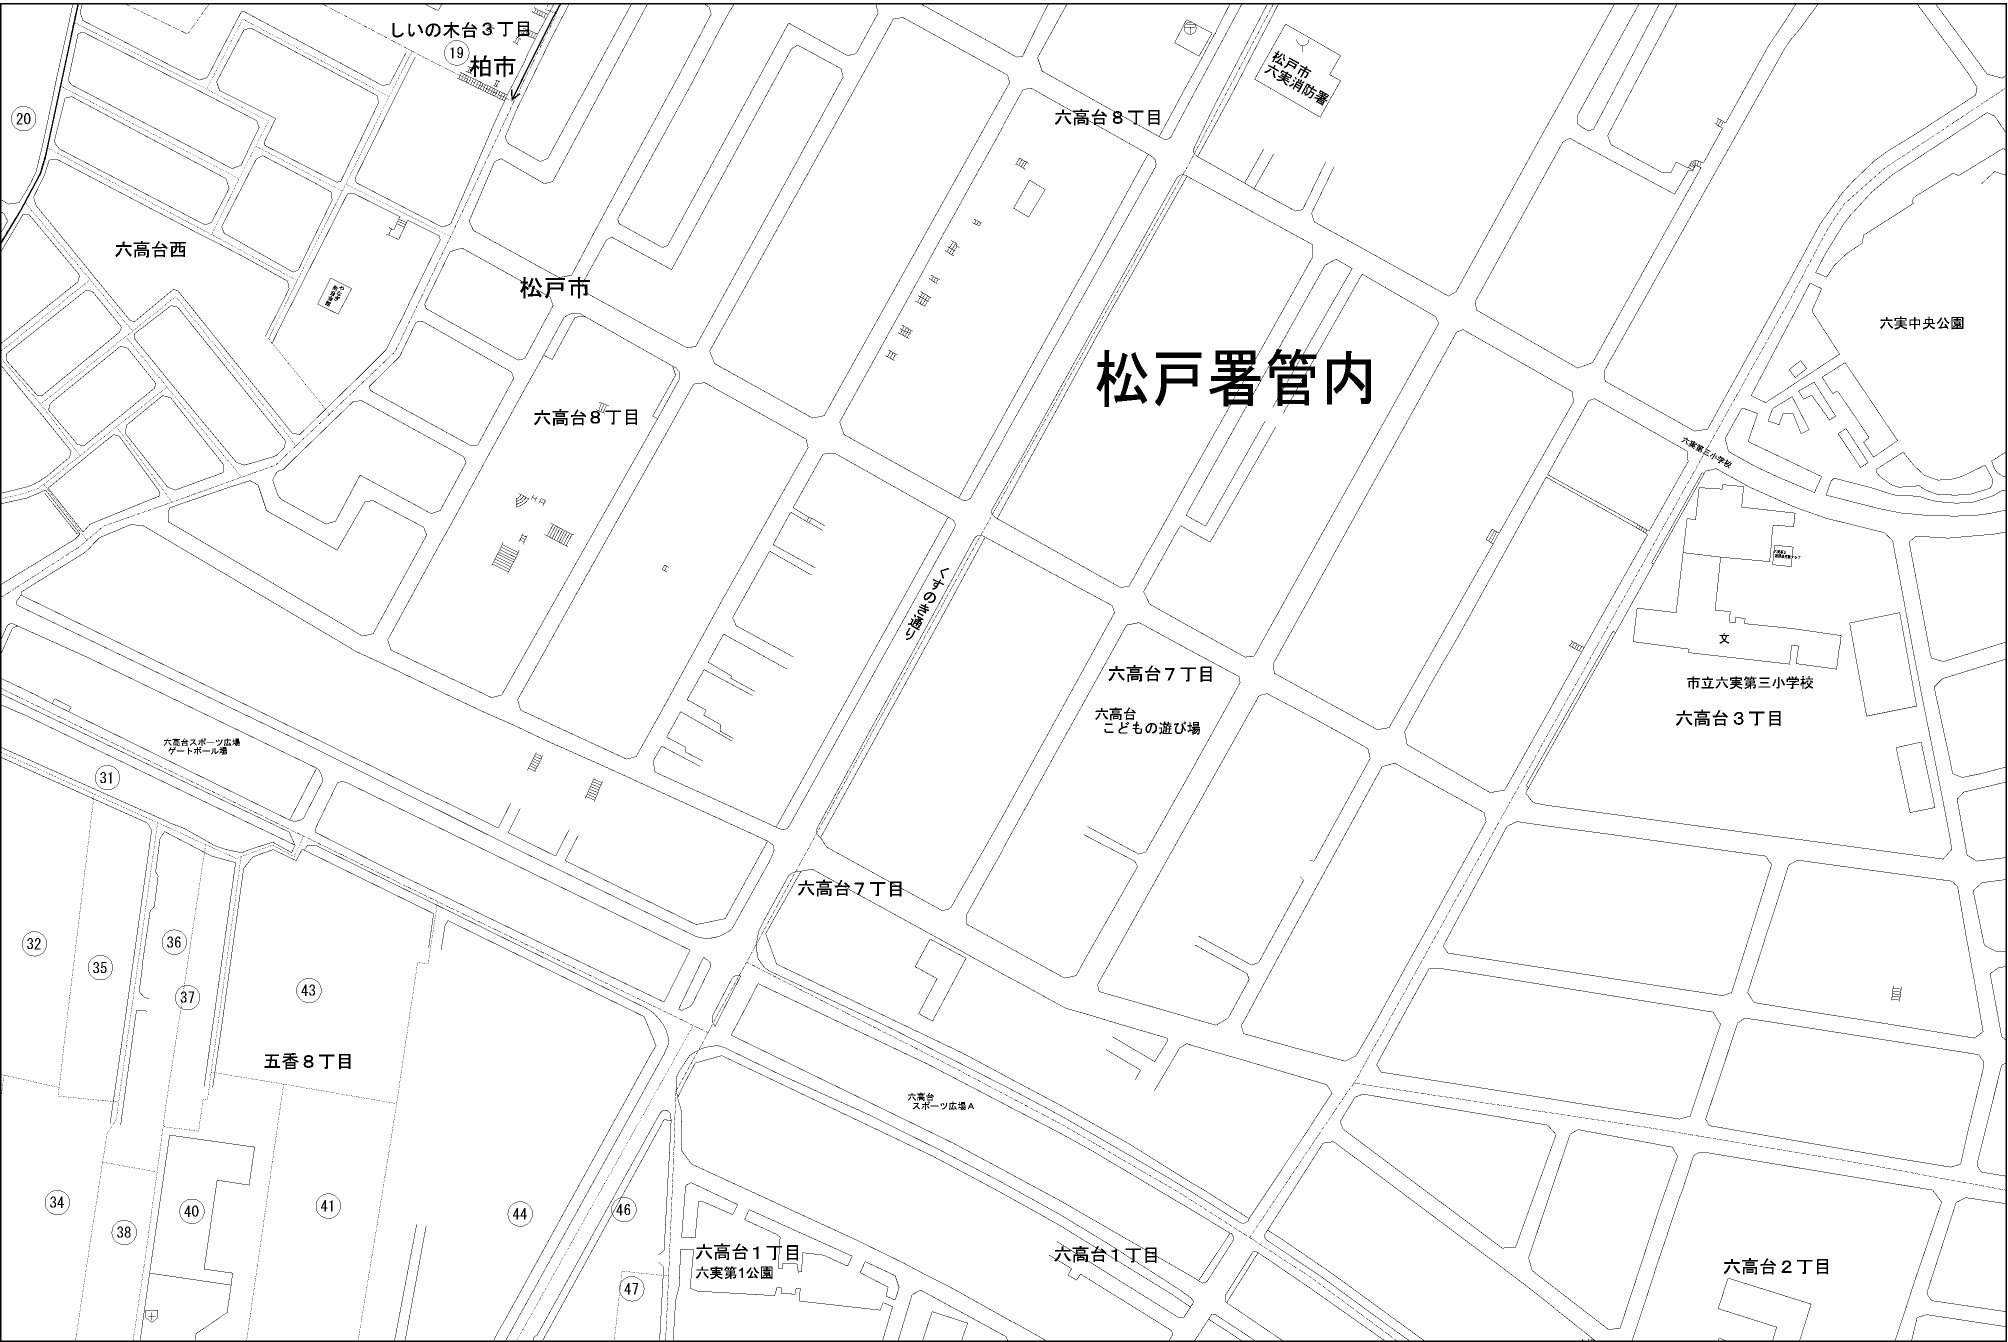 しいの木台３丁目
19
柏市
20
松戸市
六実消防署
六高台８丁目
六高台西
松戸市
六実中央公園
松戸署管内
六高台８丁目
六実第三小学校
くすのき通り
文
市立六実第三小学校
六高台３丁目
六高台７丁目
六高台
こどもの遊び場
六高台スポーツ広場
ゲートボール場
31
六高台７丁目
32
35
36
37
43
五香８丁目
六高台
スポーツ広場Ａ
34
38
40
41
44
46
47
六高台１丁目
六実第1公園
六高台１丁目
六高台２丁目